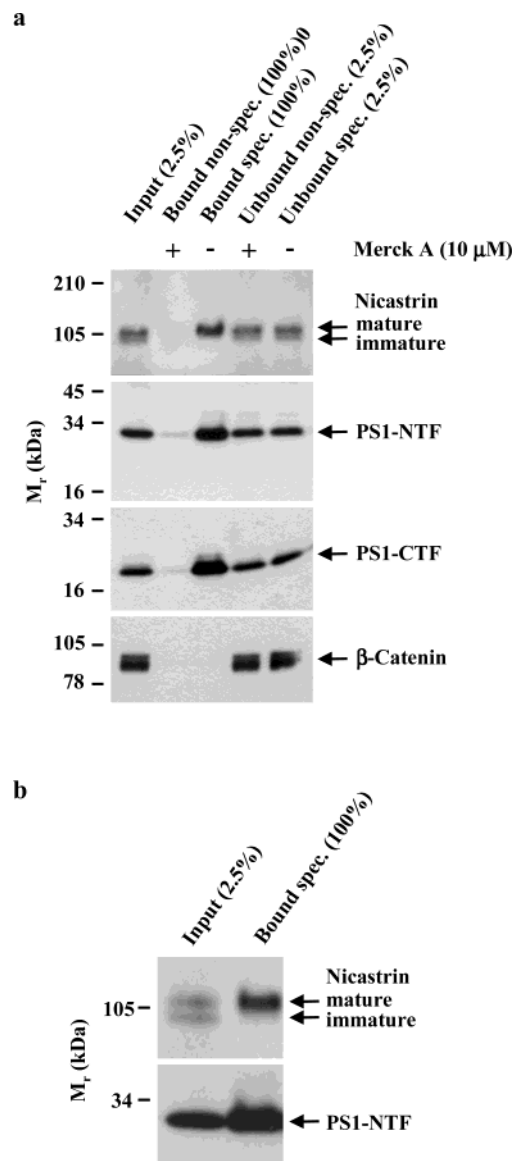 a
Input (2.5%)
Bound non-spec. (100%)0
Bound spec. (100%)
Unbound non-spec. (2.5%)
Unbound spec. (2.5%)
+ - + - Merck A (10 μM)
210
105
Nicastrin
mature
immature
45
34
16
PS1-NTF
Mr (kDa)
34
16
PS1-CTF
105
78
β-Catenin
b
Input (2.5%)
Bound spec. (100%)
105
Nicastrin
mature
immature
Mr (kDa)
34
PS1-NTF